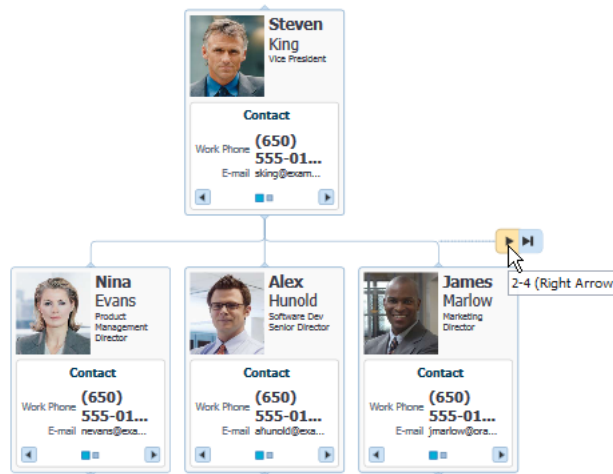 Steven
King
Vice President
Contact
Work Phone (650)
555-01...
E-mail sking@exam...
2-4 (Right Arrow
Nina
Evans
Product
Management
Director
Contact
Work Phone (650)
555-01...
E-mail nevans@exa...
Alex
Hunold
Software Dev
Senior Director
Contact
Work Phone (650)
555-01...
E-mail ahunold@exa...
James
Marlow
Marketing
Director
Contact
Work Phone (650)
555-01...
E-mail jmarlow@ora...